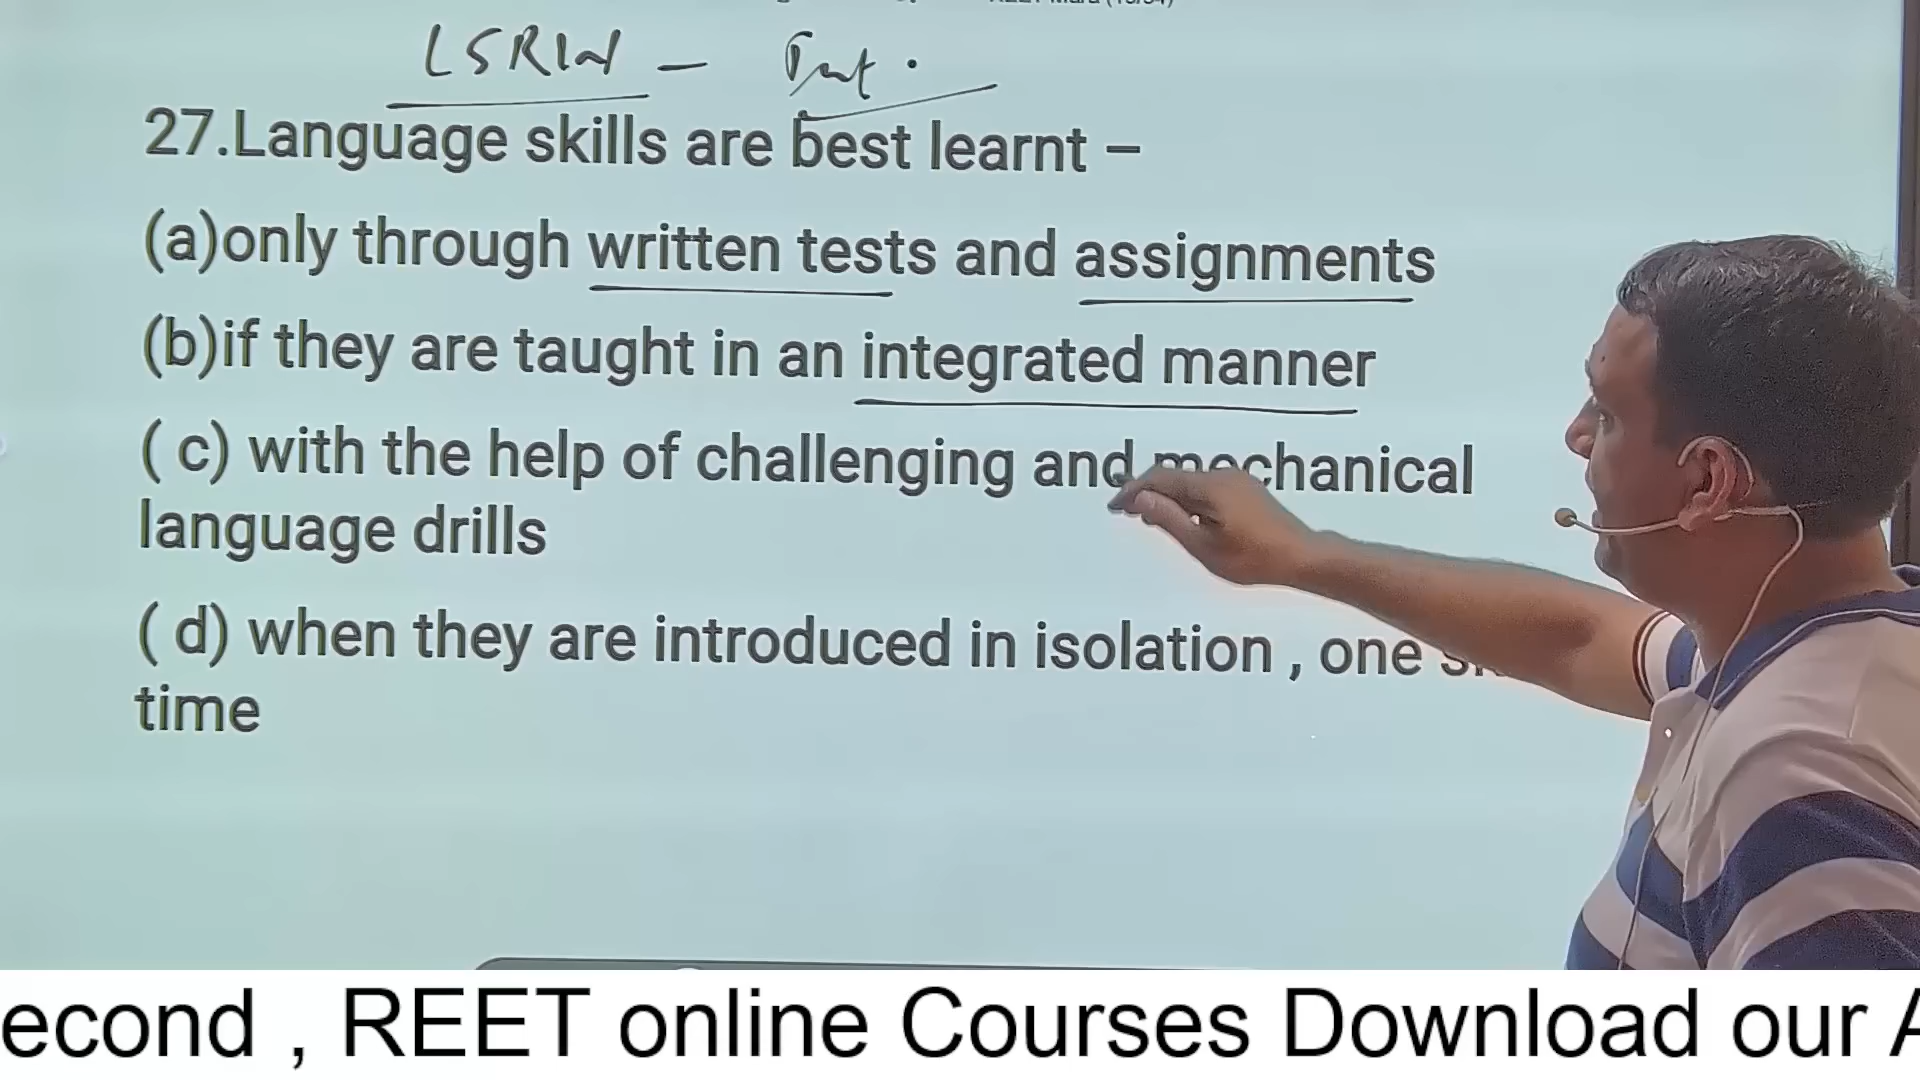 LSRW – Int.
27.Language skills are best learnt –
(a)only through written tests and assignments
(b)if they are taught in an integrated manner
( c) with the help of challenging and mechanical
language drills
( d) when they are introduced in isolation , one
time
econd , REET online Courses Download our A